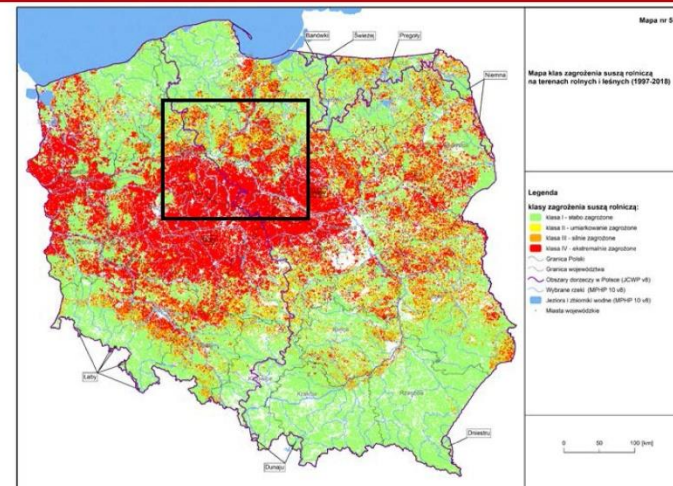 Mapa nr 5
Mapa klas zagrożenia suszą rolniczą
na terenach rolnych i leśnych (1997-2018)
Banówki
Świeżej
Pregoły
Niemna
Łaby
Dunaju
Dniestru
Kraków
Rzeszów
Legenda
klasy zagrożenia suszą rolniczą:
klasa I - słabo zagrożone
klasa II - umiarkowanie zagrożone
klasa III - silnie zagrożone
klasa IV - ekstremalnie zagrożone
Granica Polski
Granica województwa
Obszary dorzeczy w Polsce (JCWP v8)
Wybrane rzeki (MPHP 10 v8)
Jeziora i zbiorniki wodne (MPHP 10 v8)
Miasta wojewódzkie
0 50 100 [km]